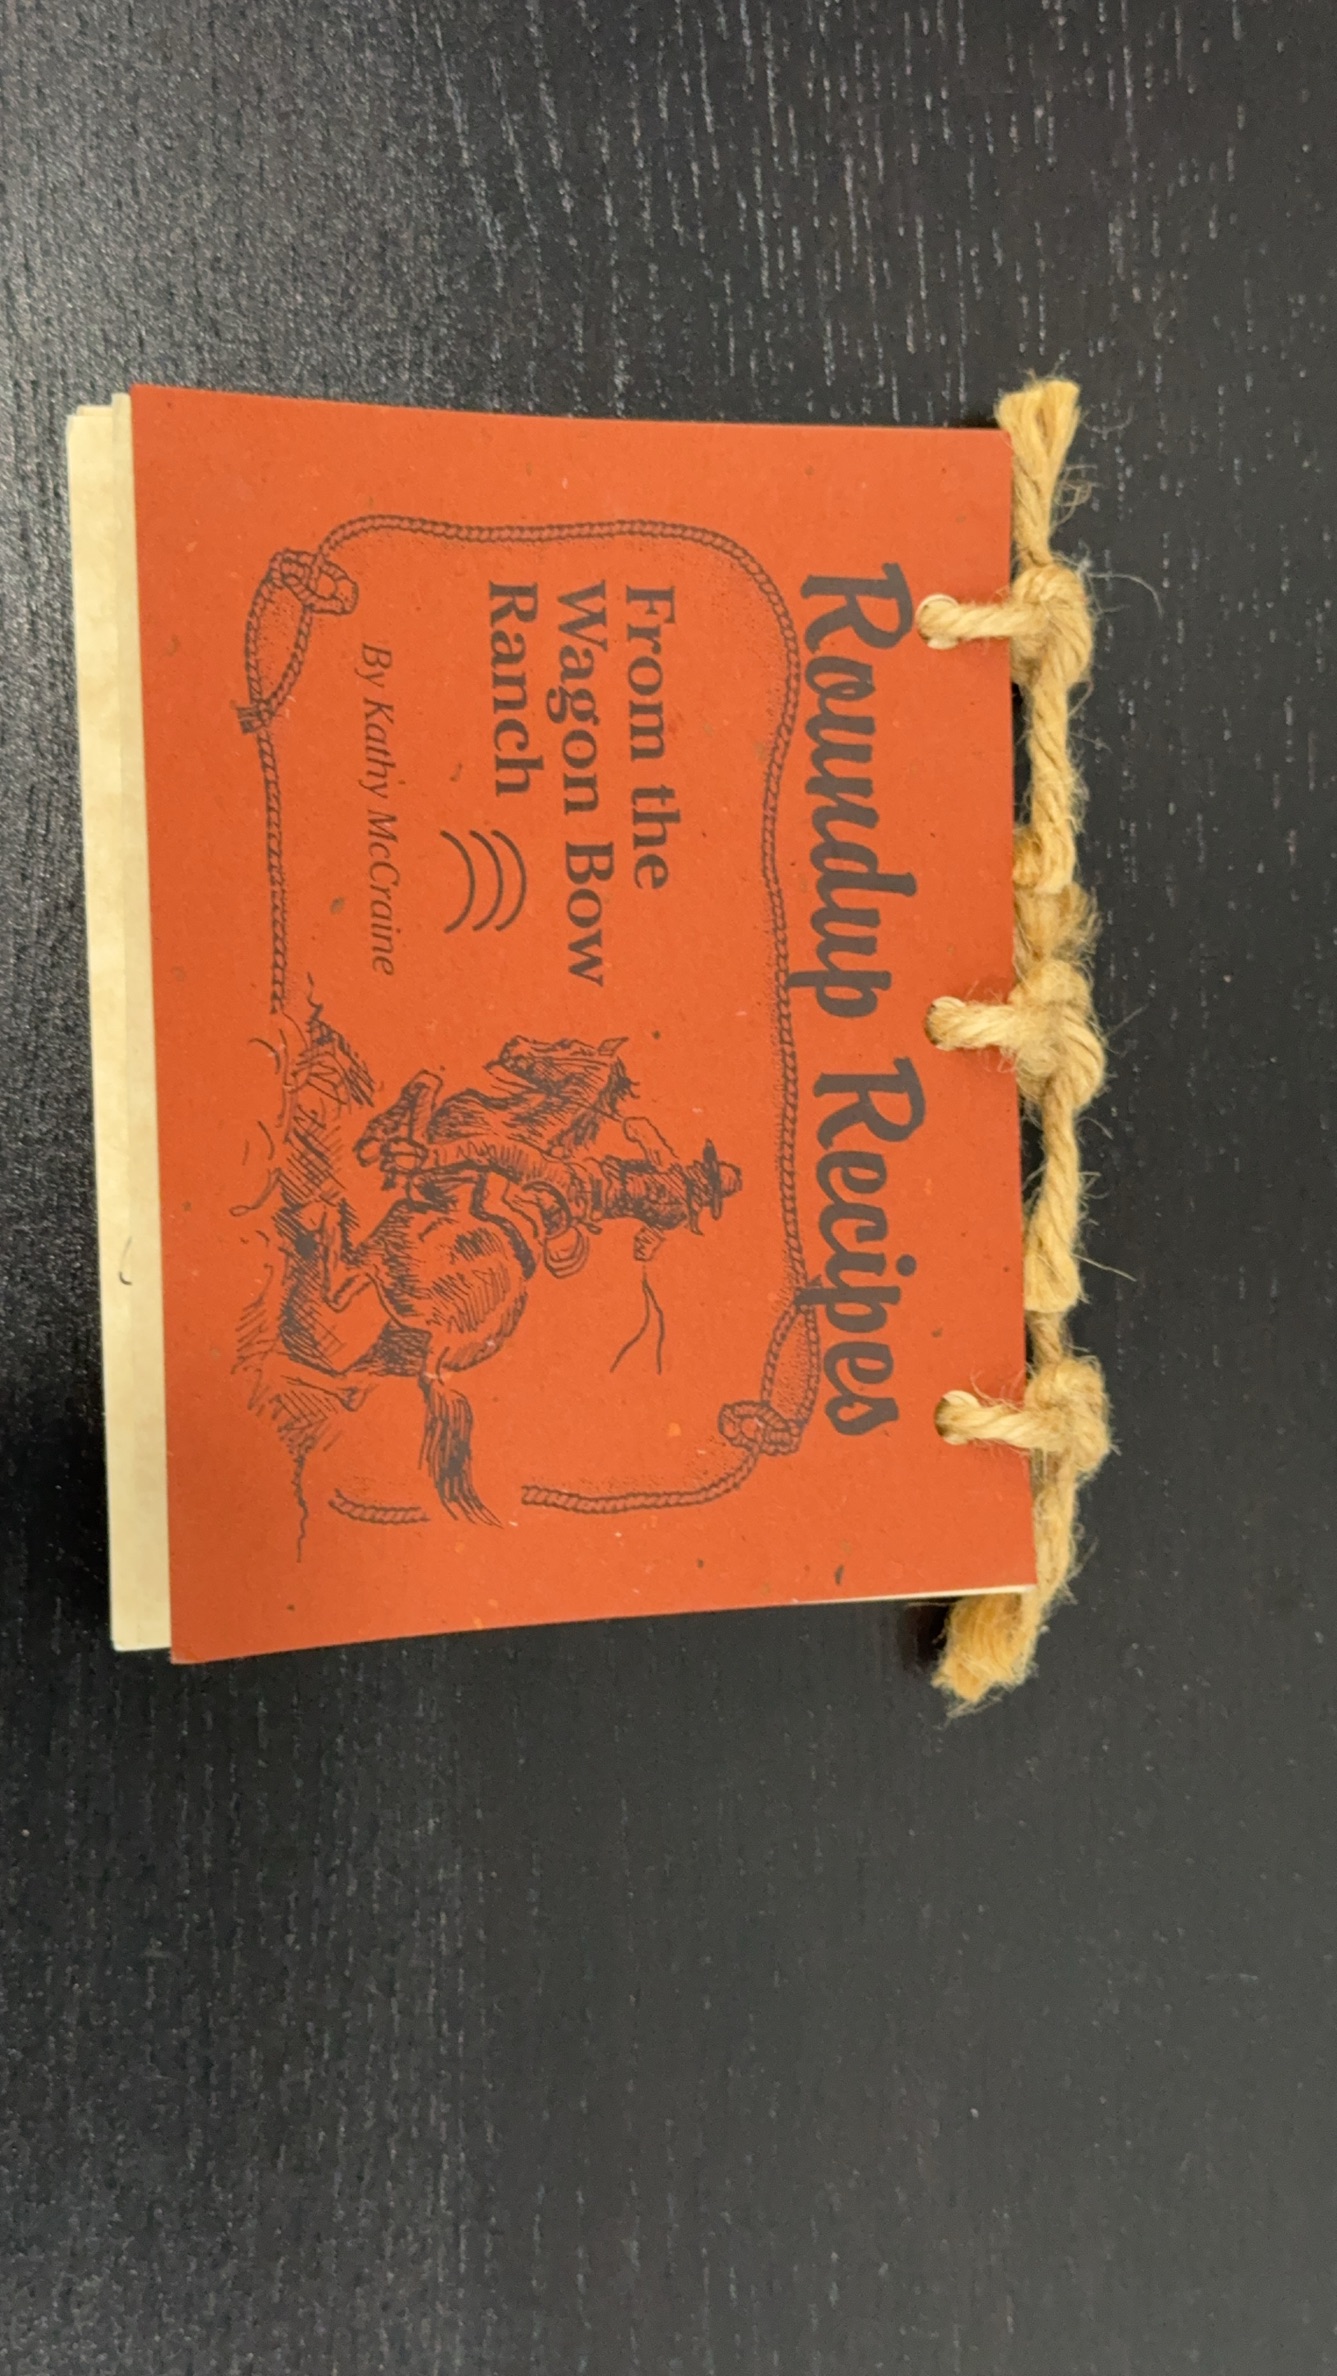 Roundup Recipes
From the
Wagon Bow
Ranch
By Kathy McCraine